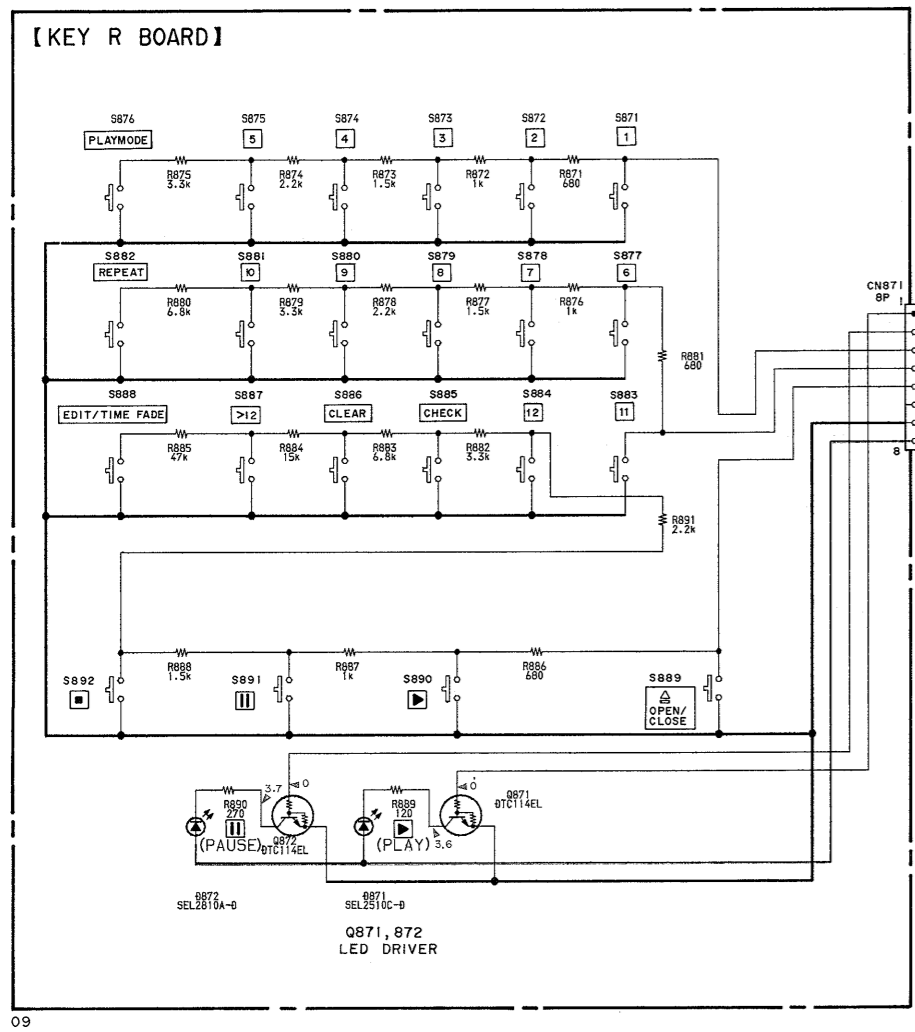 【KEY R BOARD】
S876 S875 S874 S873 S872 S871
PLAYMODE 5 4 3 2 1
R875 R874 R873 R872 R871
3.3k 2.2k 1.5k 1k 680
S882 S881 S880 S879 S878 S877
REPEAT 10 9 8 7 6
R880 R879 R878 R877 R876
6.8k 3.3k 2.2k 1.5k 1k
CN871
8P 1
R881
680
S888 S887 S886 S885 S884 S883
EDIT/TIME FADE >12 CLEAR CHECK 12 11
R885 R884 R883 R882
47k 15k 6.8k 3.3k
8
R891
2.2k
R888 R887 R886
1.5k 1k 680
S892 S891 S890 S889
OPEN/
CLOSE
3.7 0 0
R890 R889
270 120
Q871
DTC114EL
Q872
DTC114EL
(PAUSE) (PLAY) 3.6
D872 D871
SEL2810A-D SEL2510C-D
Q871,872
LED DRIVER
09